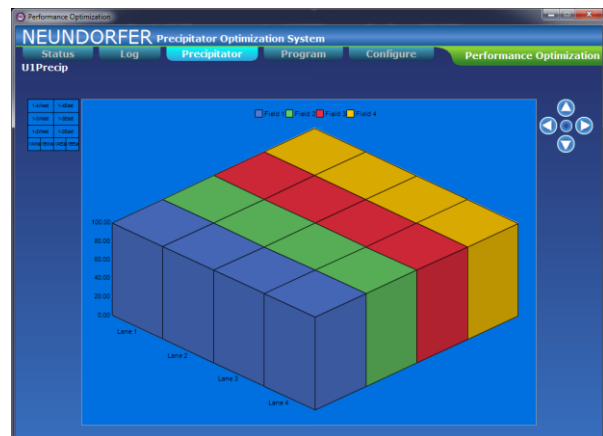 Performance Optimization
NEUNDORFER Precipitator Optimization System
Status Log Precipitator Program Configure Performance Optimization
U1Precip
Field 1 Field 2 Field 3 Field 4
100.00
80.00
60.00
40.00
20.00
0.00
Lane 1
Lane 2
Lane 3
Lane 4